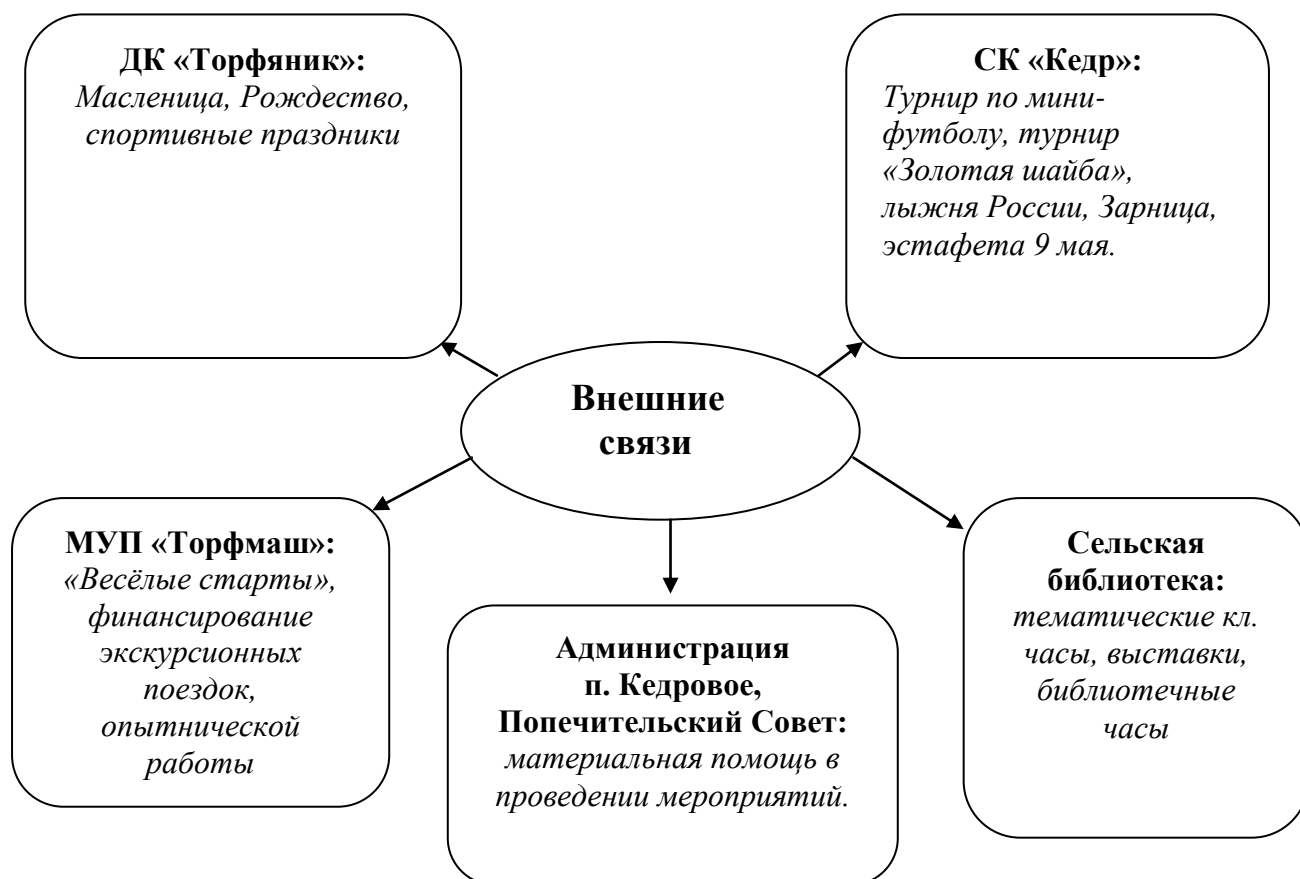 ДК «Торфяник»:
Масленица, Рождество,
спортивные праздники
СК «Кедр»:
Турнир по мини-
футболу, турнир
«Золотая шайба»,
лыжня России, Зарница,
эстафета 9 мая.
Внешние
связи
МУП «Торфмаш»:
«Весёлые старты»,
финансирование
экскурсионных
поездок,
опытнической
работы
Администрация
п. Кедровое,
Попечительский Совет:
материальная помощь в
проведении мероприятий.
Сельская
библиотека:
тематические кл.
часы, выставки,
библиотечные
часы